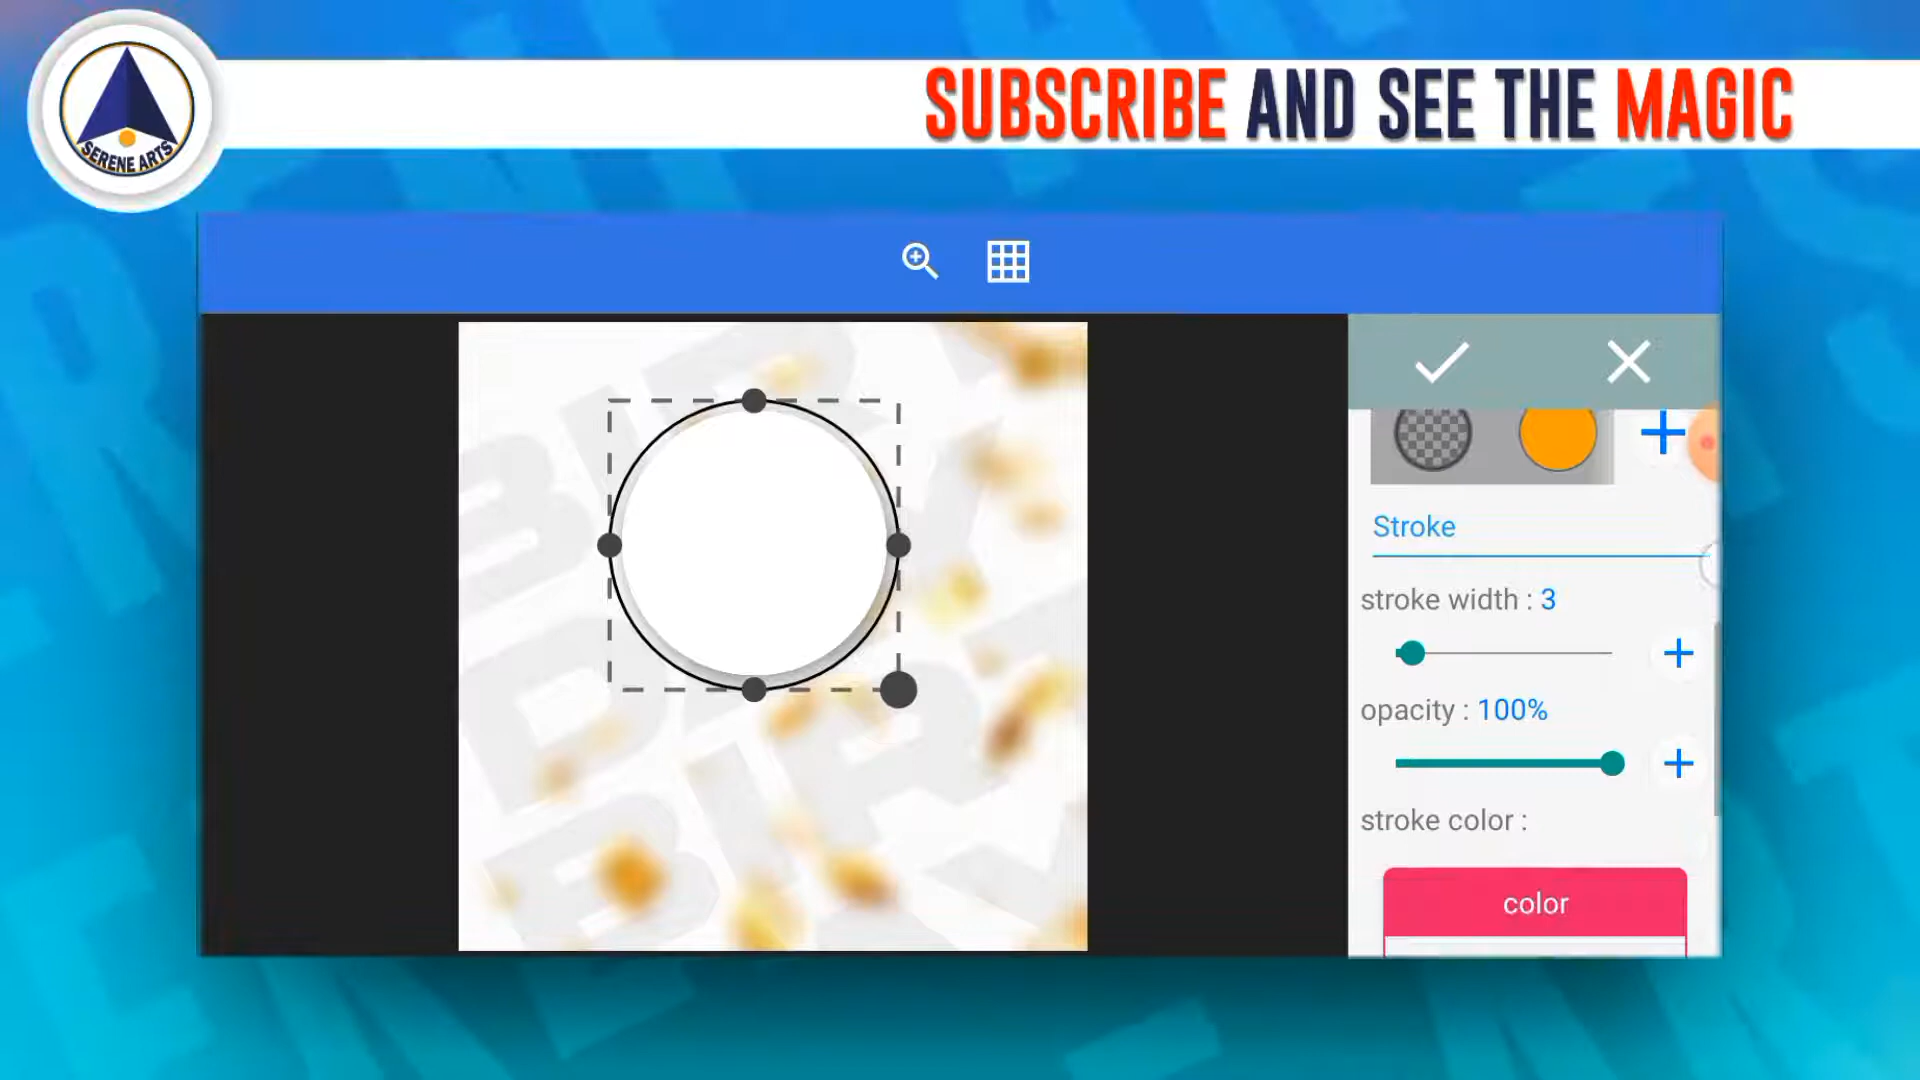 SUBSCRIBE AND SEE THE MAGIC
SERENE ARTS
Stroke
stroke width : 3
opacity : 100%
stroke color :
color